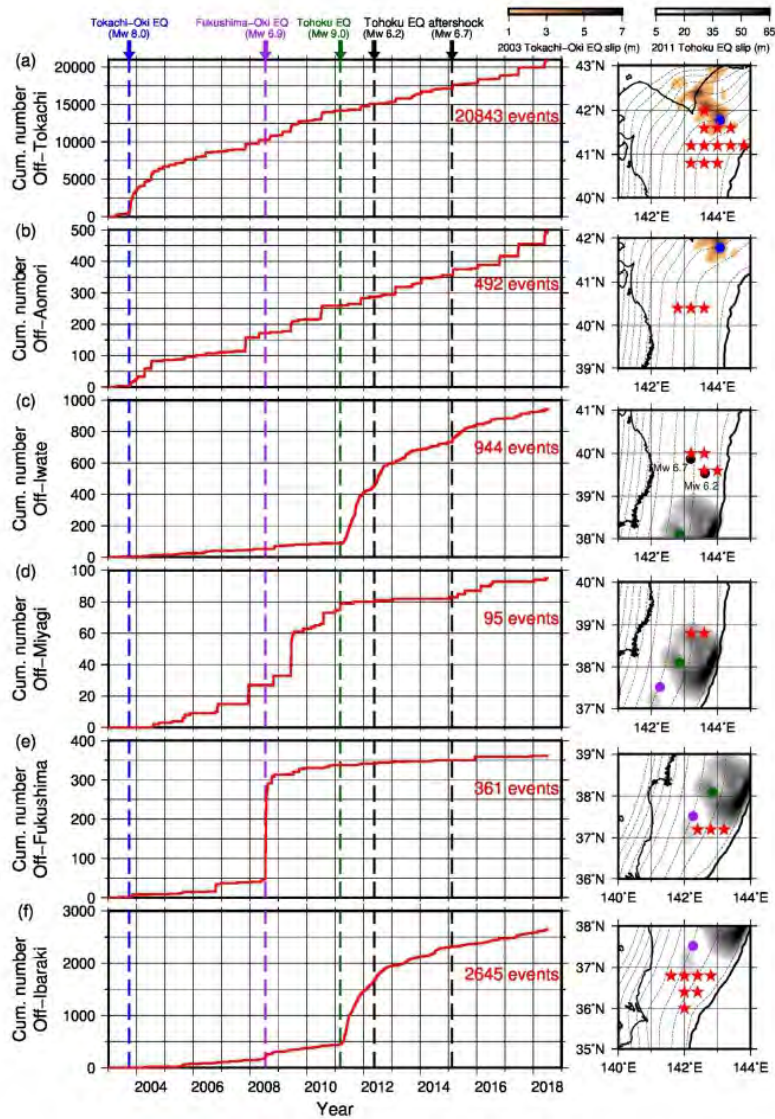 Tokachi-Oki EQ
(Mw 8.0)
Fukushima-Oki EQ
(Mw 6.9)
Tohoku EQ
(Mw 9.0)
Tohoku EQ aftershock
(Mw 6.2) (Mw 6.7)
1 3 5 7
2003 Tokachi-Oki EQ slip (m)
5 20 35 50 65
2011 Tohoku EQ slip (m)
(a)
Cum. number
Off-Tokachi
20000
15000
10000
5000
0
20843 events
43°N
42°N
41°N
40°N
142°E 144°E
(b)
Cum. number
Off-Aomori
500
400
300
200
100
0
492 events
42°N
41°N
40°N
39°N
142°E 144°E
(c)
Cum. number
Off-Iwate
1000
800
600
400
200
0
944 events
41°N
40°N
39°N
38°N
Mw 6.7
Mw 6.2
142°E 144°E
(d)
Cum. number
Off-Miyagi
100
80
60
40
20
0
95 events
40°N
39°N
38°N
37°N
142°E 144°E
(e)
Cum. number
Off-Fukushima
400
300
200
100
0
361 events
39°N
38°N
37°N
36°N
140°E 142°E 144°E
(f)
Cum. number
Off-Ibaraki
3000
2000
1000
0
2645 events
38°N
37°N
36°N
35°N
140°E 142°E 144°E
2004 2006 2008 2010 2012 2014 2016 2018
Year